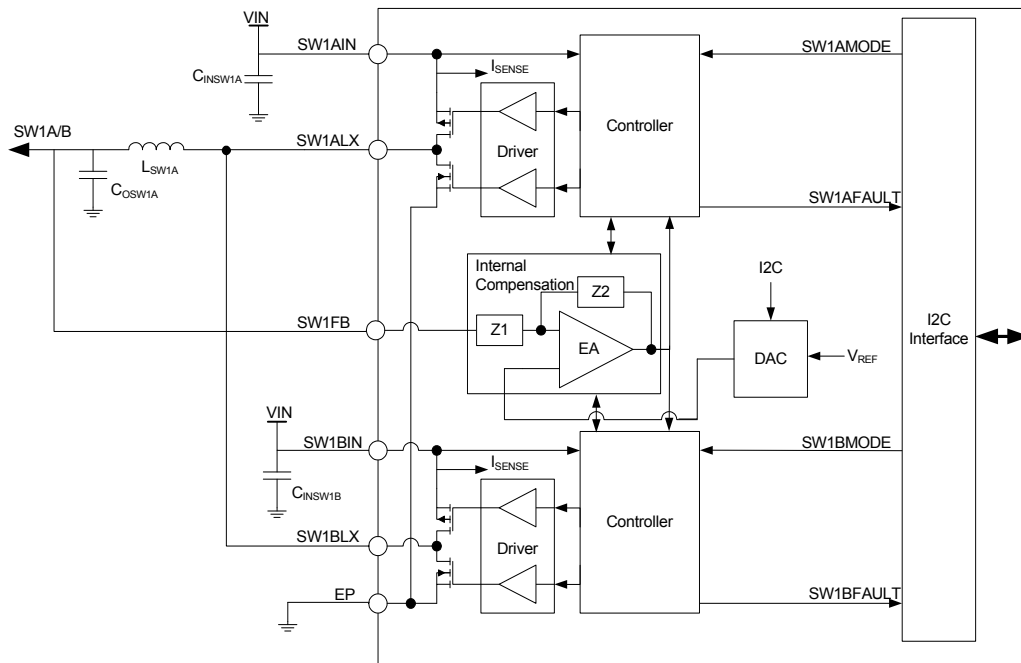 VIN
SW1AIN
CINSW1A
ISENSE
Controller
SW1AMODE
SW1A/B
LSW1A
COSW1A
SW1ALX
Driver
SW1AFAULT
Internal
Compensation
Z2
I2C
SW1FB
Z1
EA
DAC
VREF
I2C
Interface
VIN
SW1BIN
CINSW1B
ISENSE
Controller
SW1BMODE
SW1BLX
Driver
EP
SW1BFAULT